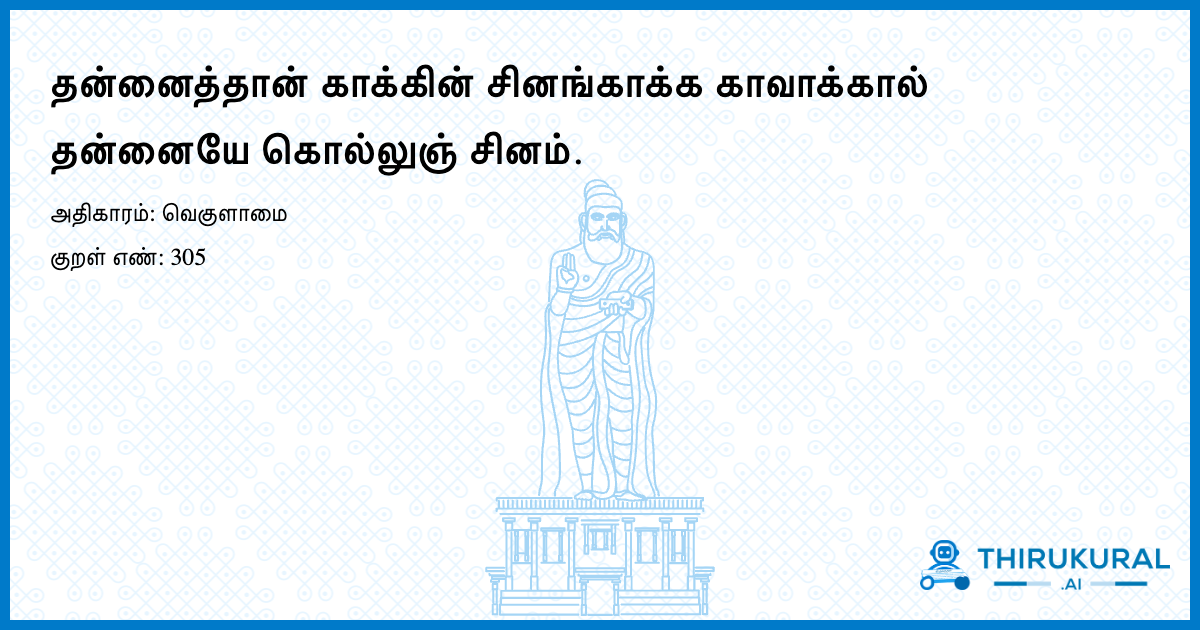 தன்னைத்தான் காக்கின் சினங்காக்க காவாக்கால்
தன்னையே கொல்லுஞ் சினம்.
அதிகாரம்: வெகுளாமை
குறள் எண்: 305
THIRUKURAL
.AI